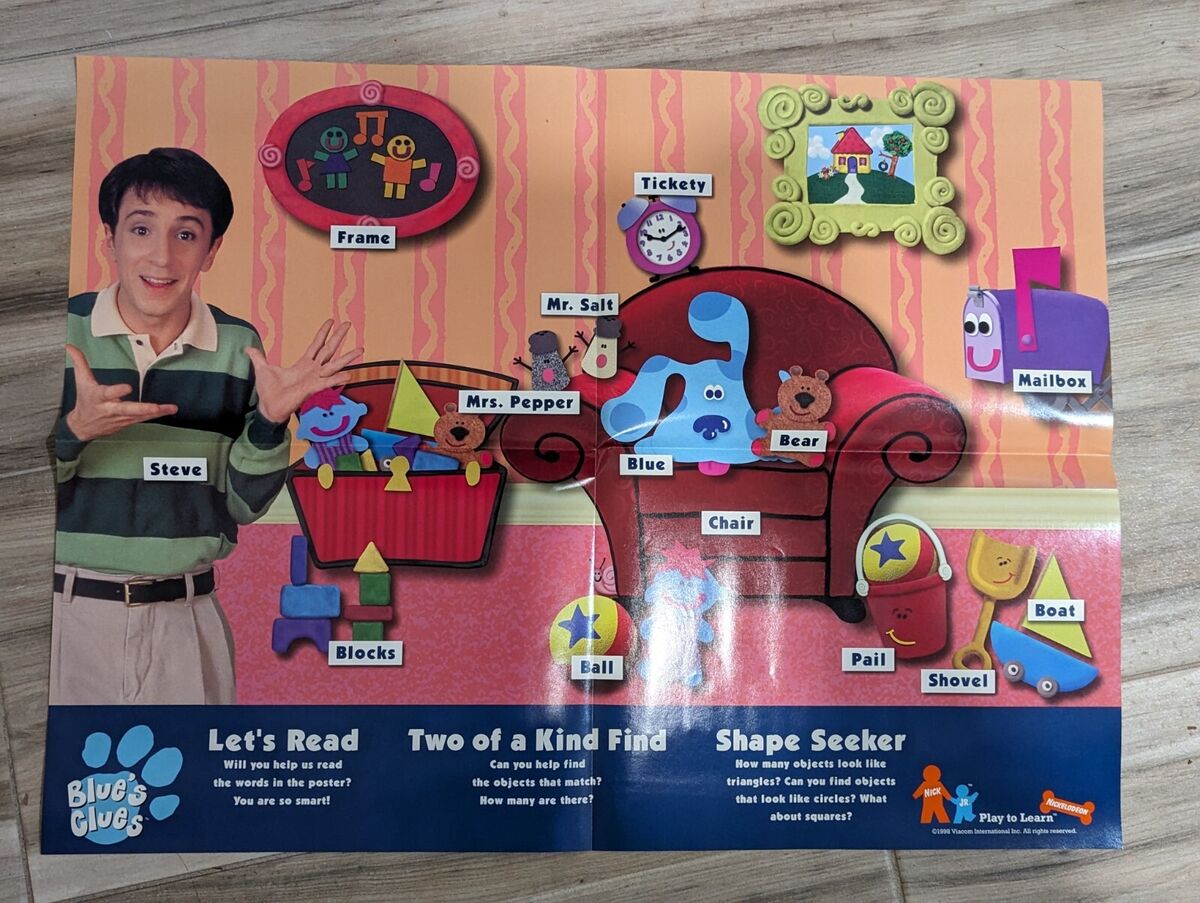 Tickety
Frame
Mr. Salt
Mailbox
Mrs. Pepper
Bear
Blue
Steve
Chair
Boat
Blocks
Ball
Pail
Shovel
Blue's
Clues™
Let's Read
Will you help us read
the words in the poster?
You are so smart!
Two of a Kind Find
Can you help find
the objects that match?
How many are there?
Shape Seeker
How many objects look like
triangles? Can you find objects
that look like circles? What
about squares?
NICK
JR.
Play to Learn™
NICKELODEON
©1998 Viacom International Inc. All rights reserved.